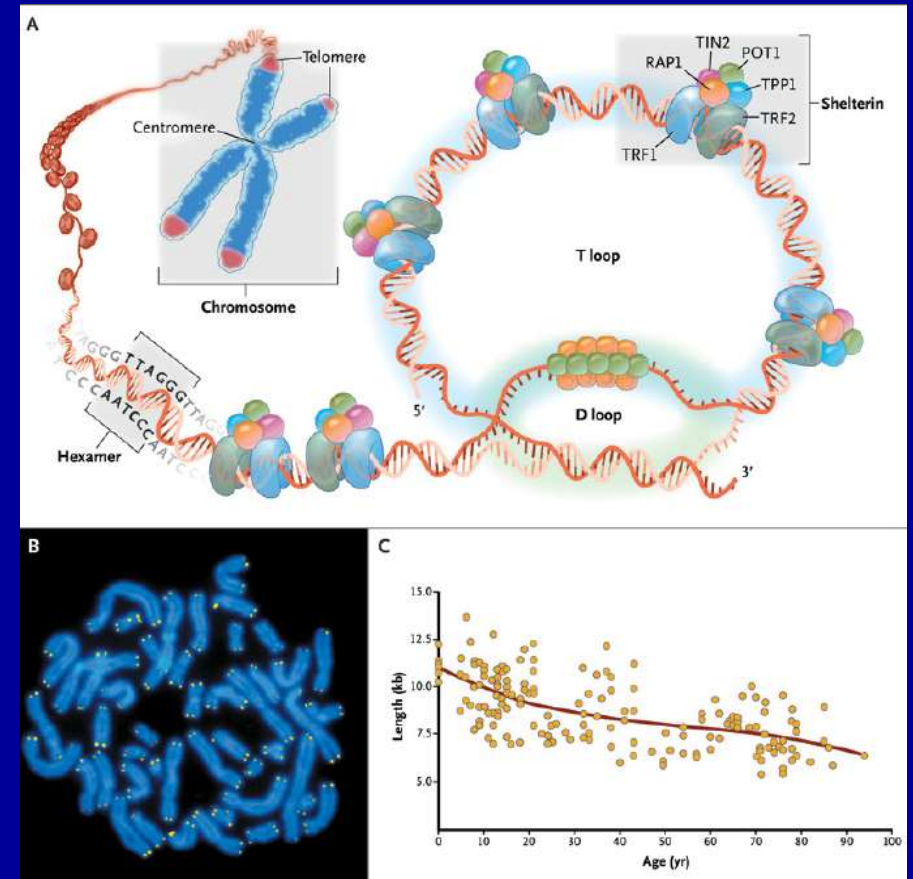 A
Telomere
Centromere
Chromosome
TIN2
RAP1
POT1
TPP1
TRF2
TRF1
Shelterin
T loop
D loop
5′
3′
TAGGGTTAGGGTTAG
CCCAATCCCAATCCC
Hexamer
B
C
15.0
12.5
10.0
7.5
5.0
Length (kb)
0 10 20 30 40 50 60 70 80 90 100
Age (yr)